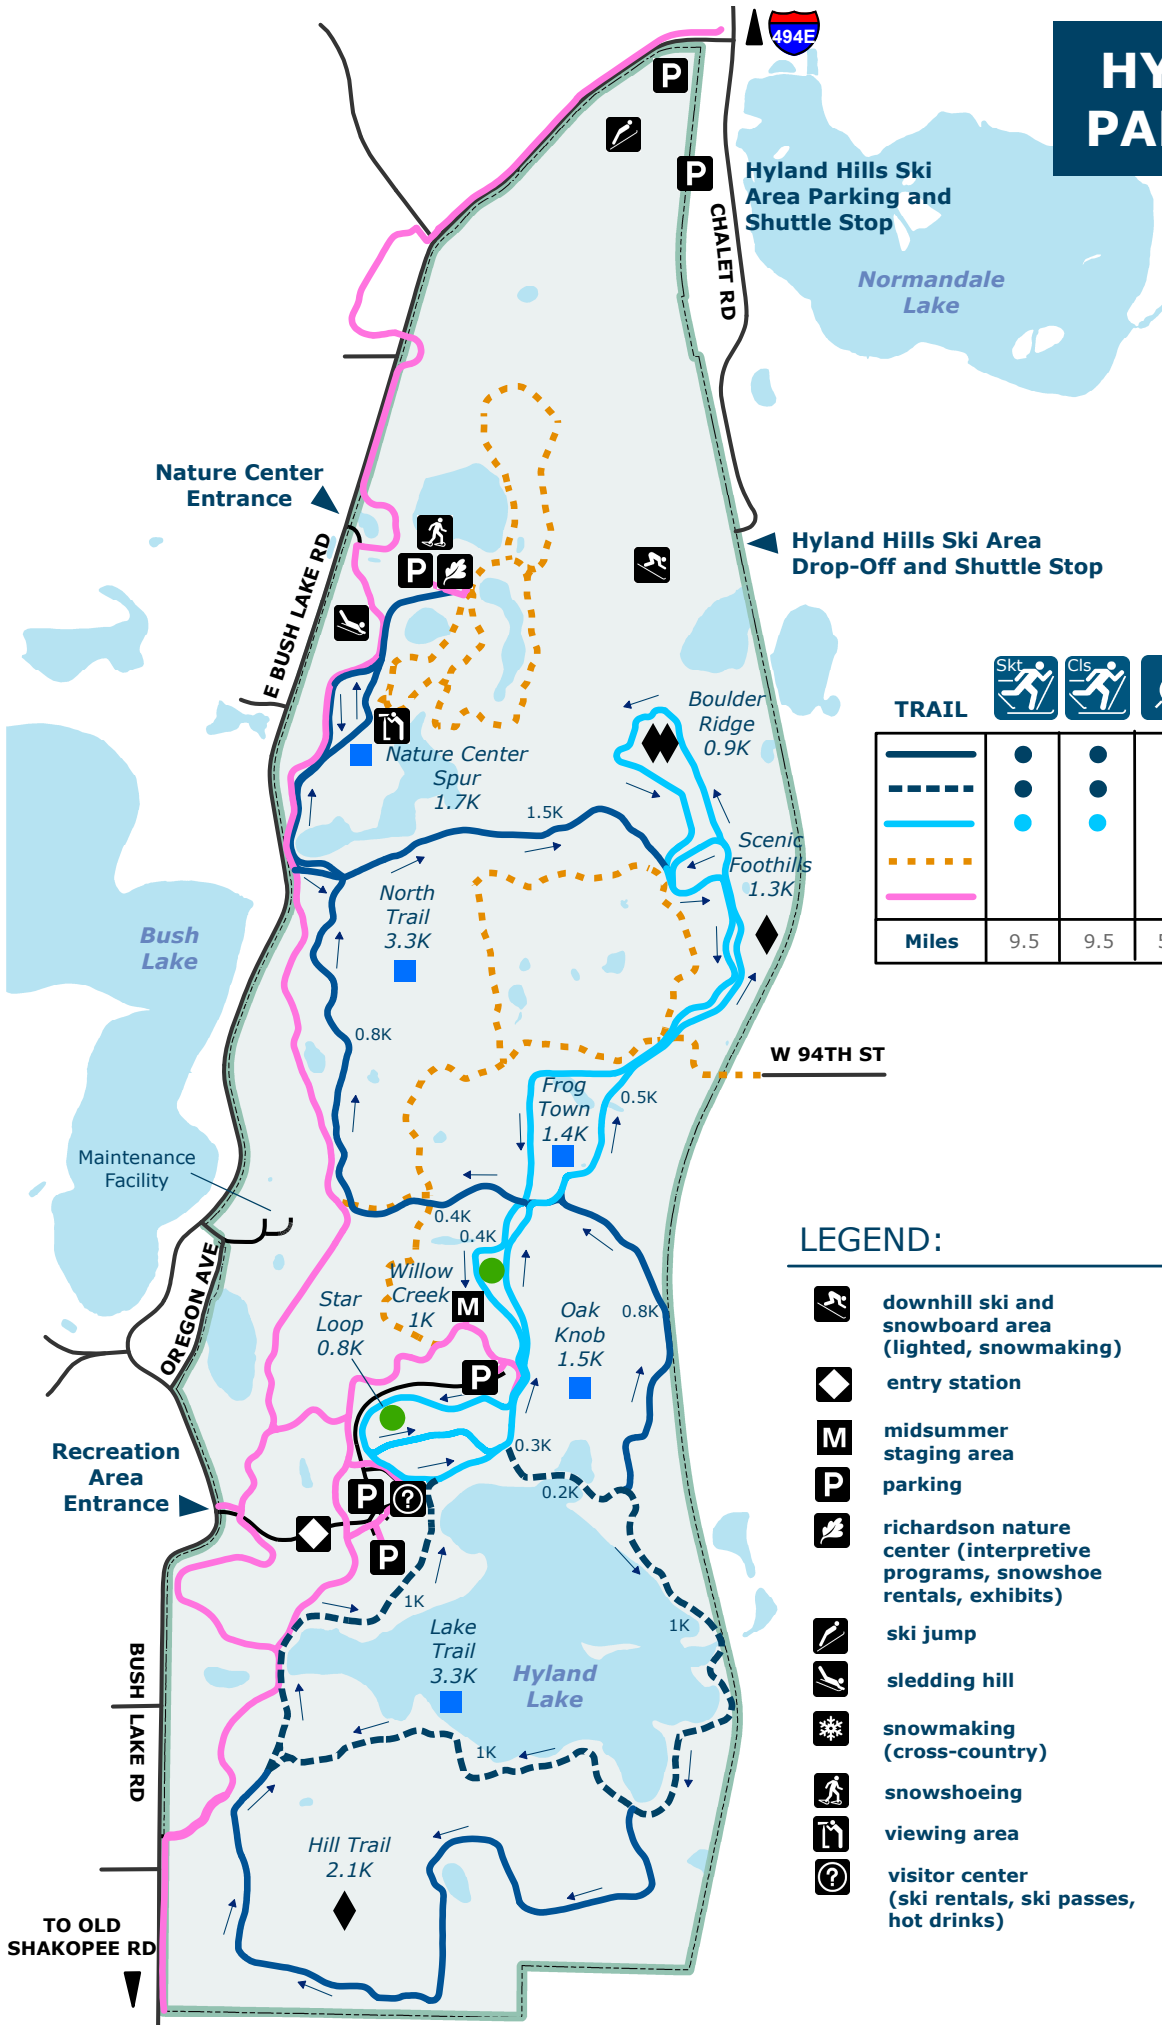 494E
HY
PA
P
P
Hyland Hills Ski
Area Parking and
Shuttle Stop
CHALET RD
Normandale
Lake
Nature Center
Entrance
E BUSH LAKE RD
P
Hyland Hills Ski Area
Drop-Off and Shuttle Stop
Boulder
Ridge
0.9K
Nature Center
Spur
1.7K
1.5K
Scenic
Foothills
1.3K
North
Trail
3.3K
Bush
Lake
0.8K
Skt
Cls
TRAIL
Miles
9.5
9.5
5
W 94TH ST
Frog
Town
1.4K
0.5K
Maintenance
Facility
0.4K
0.4K
OREGON AVE
Willow
Creek
1K
M
Star
Loop
0.8K
Oak
Knob
1.5K
0.8K
P
0.3K
0.2K
Recreation
Area
Entrance
P
?
P
1K
1K
Lake
Trail
3.3K
Hyland
Lake
1K
BUSH LAKE RD
Hill Trail
2.1K
TO OLD
SHAKOPEE RD
LEGEND:
downhill ski and
snowboard area
(lighted, snowmaking)
entry station
M
midsummer
staging area
P
parking
richardson nature
center (interpretive
programs, snowshoe
rentals, exhibits)
ski jump
sledding hill
snowmaking
(cross-country)
snowshoeing
viewing area
?
visitor center
(ski rentals, ski passes,
hot drinks)